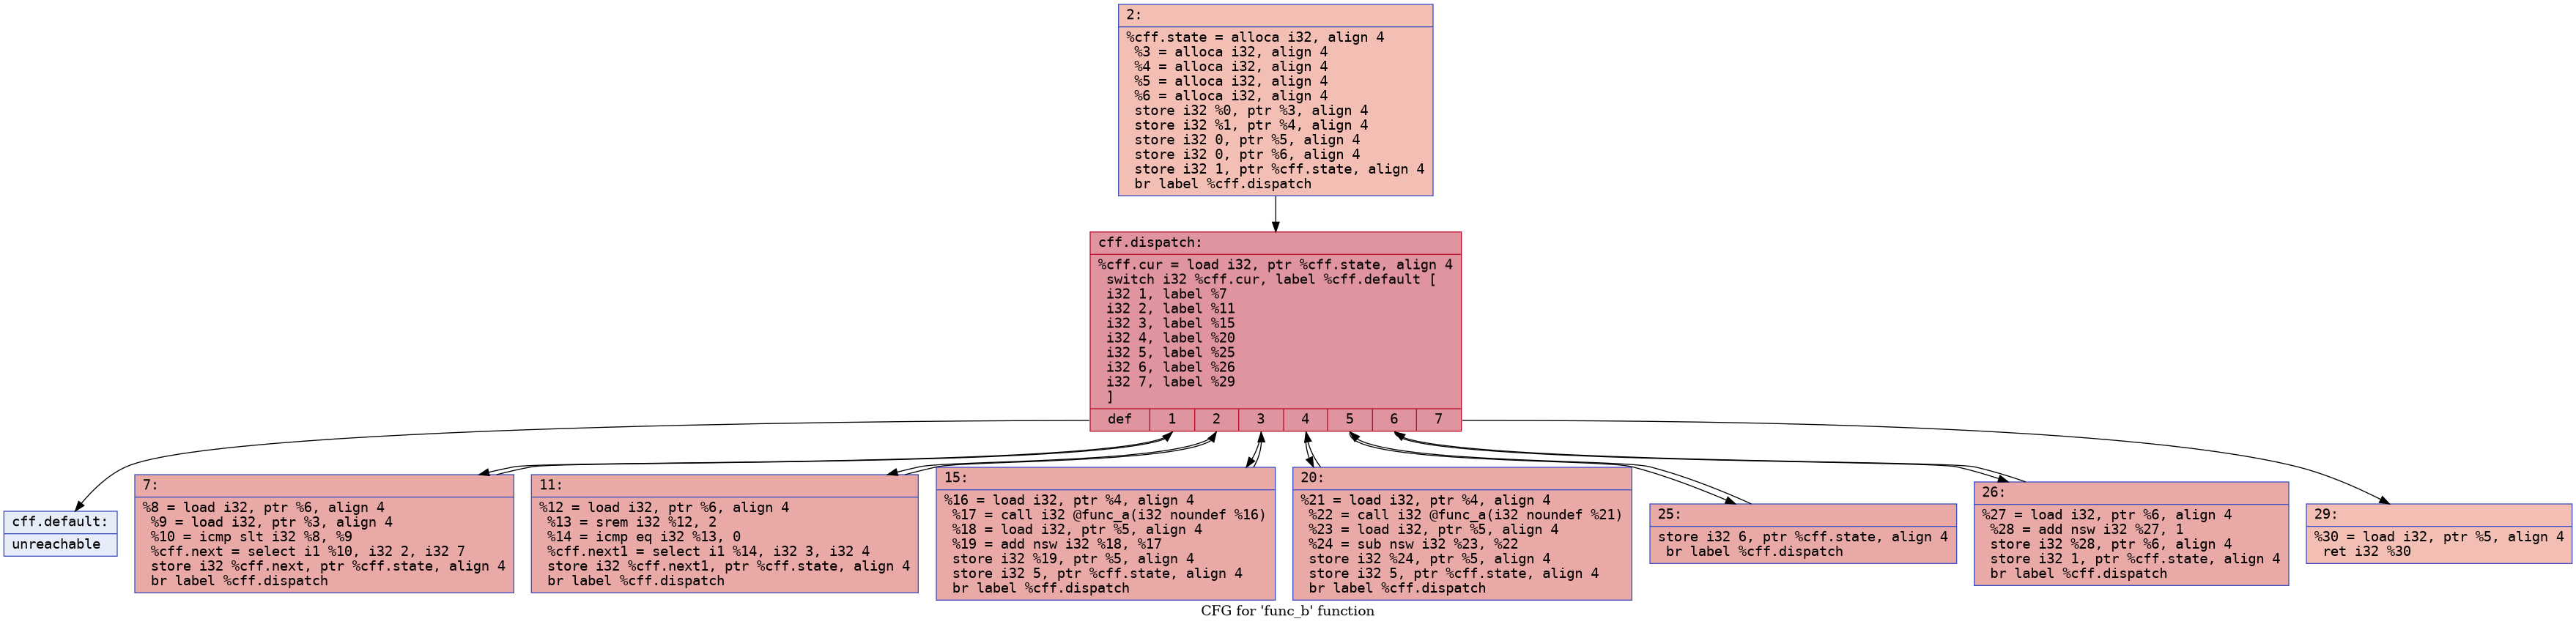 2:
%cff.state = alloca i32, align 4
%3 = alloca i32, align 4
%4 = alloca i32, align 4
%5 = alloca i32, align 4
%6 = alloca i32, align 4
store i32 %0, ptr %3, align 4
store i32 %1, ptr %4, align 4
store i32 0, ptr %5, align 4
store i32 0, ptr %6, align 4
store i32 1, ptr %cff.state, align 4
br label %cff.dispatch
cff.dispatch:
%cff.cur = load i32, ptr %cff.state, align 4
switch i32 %cff.cur, label %cff.default [
i32 1, label %7
i32 2, label %11
i32 3, label %15
i32 4, label %20
i32 5, label %25
i32 6, label %26
i32 7, label %29
]
def 1 2 3 4 5 6 7
cff.default:
unreachable
7:
%8 = load i32, ptr %6, align 4
%9 = load i32, ptr %3, align 4
%10 = icmp slt i32 %8, %9
%cff.next = select i1 %10, i32 2, i32 7
store i32 %cff.next, ptr %cff.state, align 4
br label %cff.dispatch
11:
%12 = load i32, ptr %6, align 4
%13 = srem i32 %12, 2
%14 = icmp eq i32 %13, 0
%cff.next1 = select i1 %14, i32 3, i32 4
store i32 %cff.next1, ptr %cff.state, align 4
br label %cff.dispatch
15:
%16 = load i32, ptr %4, align 4
%17 = call i32 @func_a(i32 noundef %16)
%18 = load i32, ptr %5, align 4
%19 = add nsw i32 %18, %17
store i32 %19, ptr %5, align 4
store i32 5, ptr %cff.state, align 4
br label %cff.dispatch
20:
%21 = load i32, ptr %4, align 4
%22 = call i32 @func_a(i32 noundef %21)
%23 = load i32, ptr %5, align 4
%24 = sub nsw i32 %23, %22
store i32 %24, ptr %5, align 4
store i32 5, ptr %cff.state, align 4
br label %cff.dispatch
25:
store i32 6, ptr %cff.state, align 4
br label %cff.dispatch
26:
%27 = load i32, ptr %6, align 4
%28 = add nsw i32 %27, 1
store i32 %28, ptr %6, align 4
store i32 1, ptr %cff.state, align 4
br label %cff.dispatch
29:
%30 = load i32, ptr %5, align 4
ret i32 %30
CFG for 'func_b' function